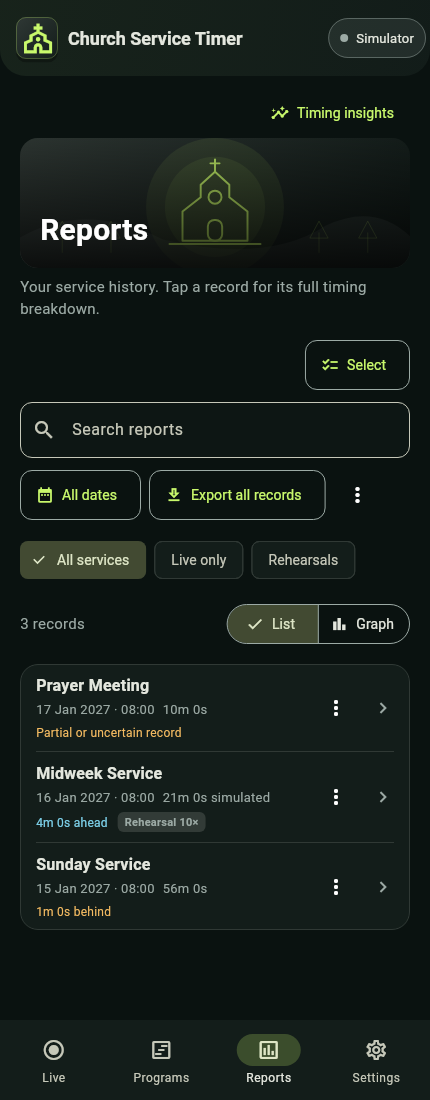 Church Service Timer
Simulator
Timing insights
Reports
Your service history. Tap a record for its full timing
breakdown.
Select
Search reports
All dates
Export all records
All services
Live only
Rehearsals
3 records
List
Graph
Prayer Meeting
17 Jan 2027 · 08:00 10m 0s
Partial or uncertain record
Midweek Service
16 Jan 2027 · 08:00 21m 0s simulated
4m 0s ahead Rehearsal 10×
Sunday Service
15 Jan 2027 · 08:00 56m 0s
1m 0s behind
Live
Programs
Reports
Settings